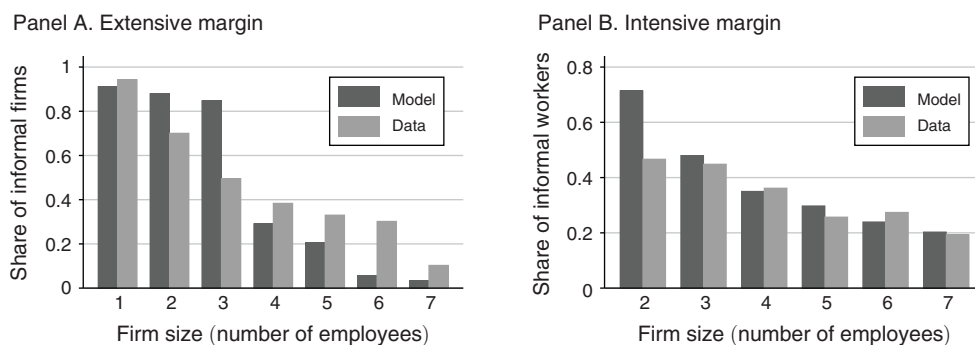 Panel A. Extensive margin
Share of informal firms
1
0.8
0.6
0.4
0.2
0
Model
Data
1 2 3 4 5 6 7
Firm size (number of employees)
Panel B. Intensive margin
Share of informal workers
0.8
0.6
0.4
0.2
0
Model
Data
2 3 4 5 6 7
Firm size (number of employees)